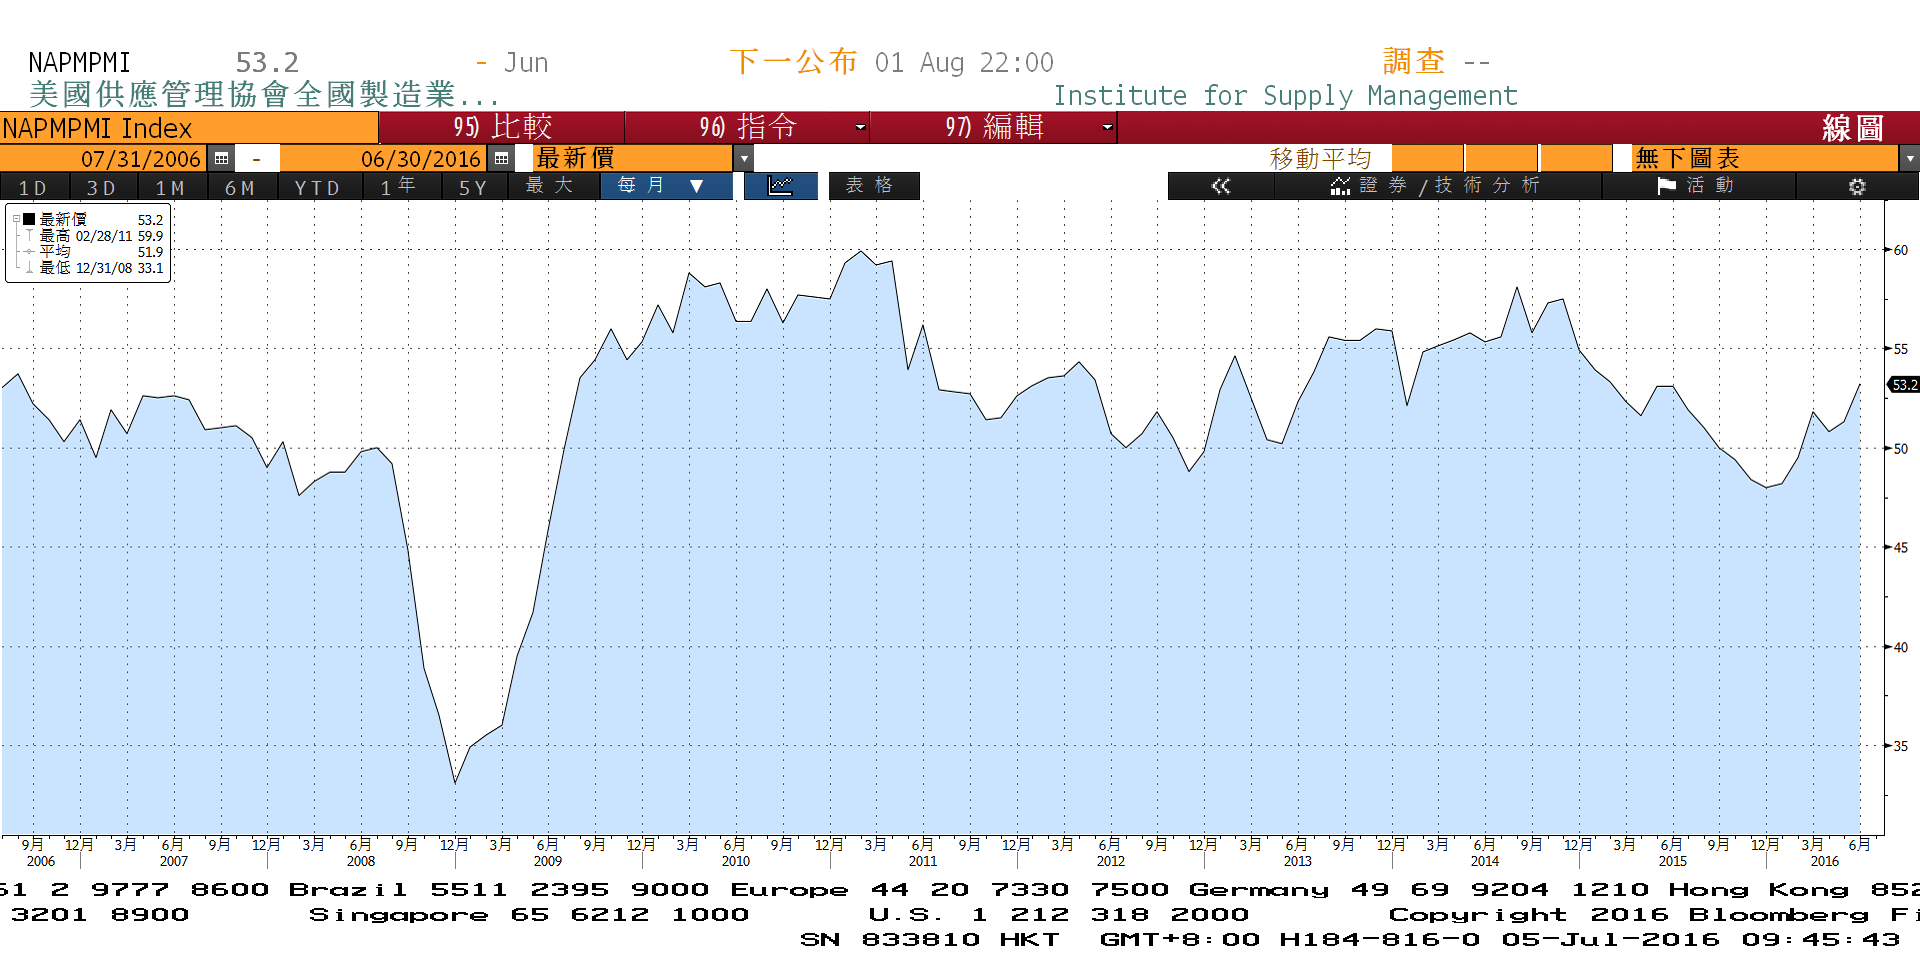 NAPMPMI 53.2 - Jun 下一公布 01 Aug 22:00 調查 --
美國供應管理協會全國製造業... Institute for Supply Management
NAPMPMI Index 95) 比較 96) 指令 97) 編輯 線圖
07/31/2006 - 06/30/2016 最新價 移動平均 無下圖表
1D 3D 1M 6M YTD 1年 5Y 最大 每月 ▼ 表格 « 證券/技術分析 活動
最新價 53.2
最高 02/28/11 59.9
平均 51.9
最低 12/31/08 33.1
60
55
53.2
50
45
40
35
9月 12月 3月 6月 9月 12月 3月 6月 9月 12月 3月 6月 9月 12月 3月 6月 9月 12月 3月 6月 9月 12月 3月 6月 9月 12月 3月 6月 9月 12月 3月 6月 9月 12月 3月 6月 9月 12月 3月 6月
2006 2007 2008 2009 2010 2011 2012 2013 2014 2015 2016
61 2 9777 8600 Brazil 5511 2395 9000 Europe 44 20 7330 7500 Germany 49 69 9204 1210 Hong Kong 852
3201 8900 Singapore 65 6212 1000 U.S. 1 212 318 2000 Copyright 2016 Bloomberg Fi
SN 833810 HKT GMT+8:00 H184-816-0 05-Jul-2016 09:45:43